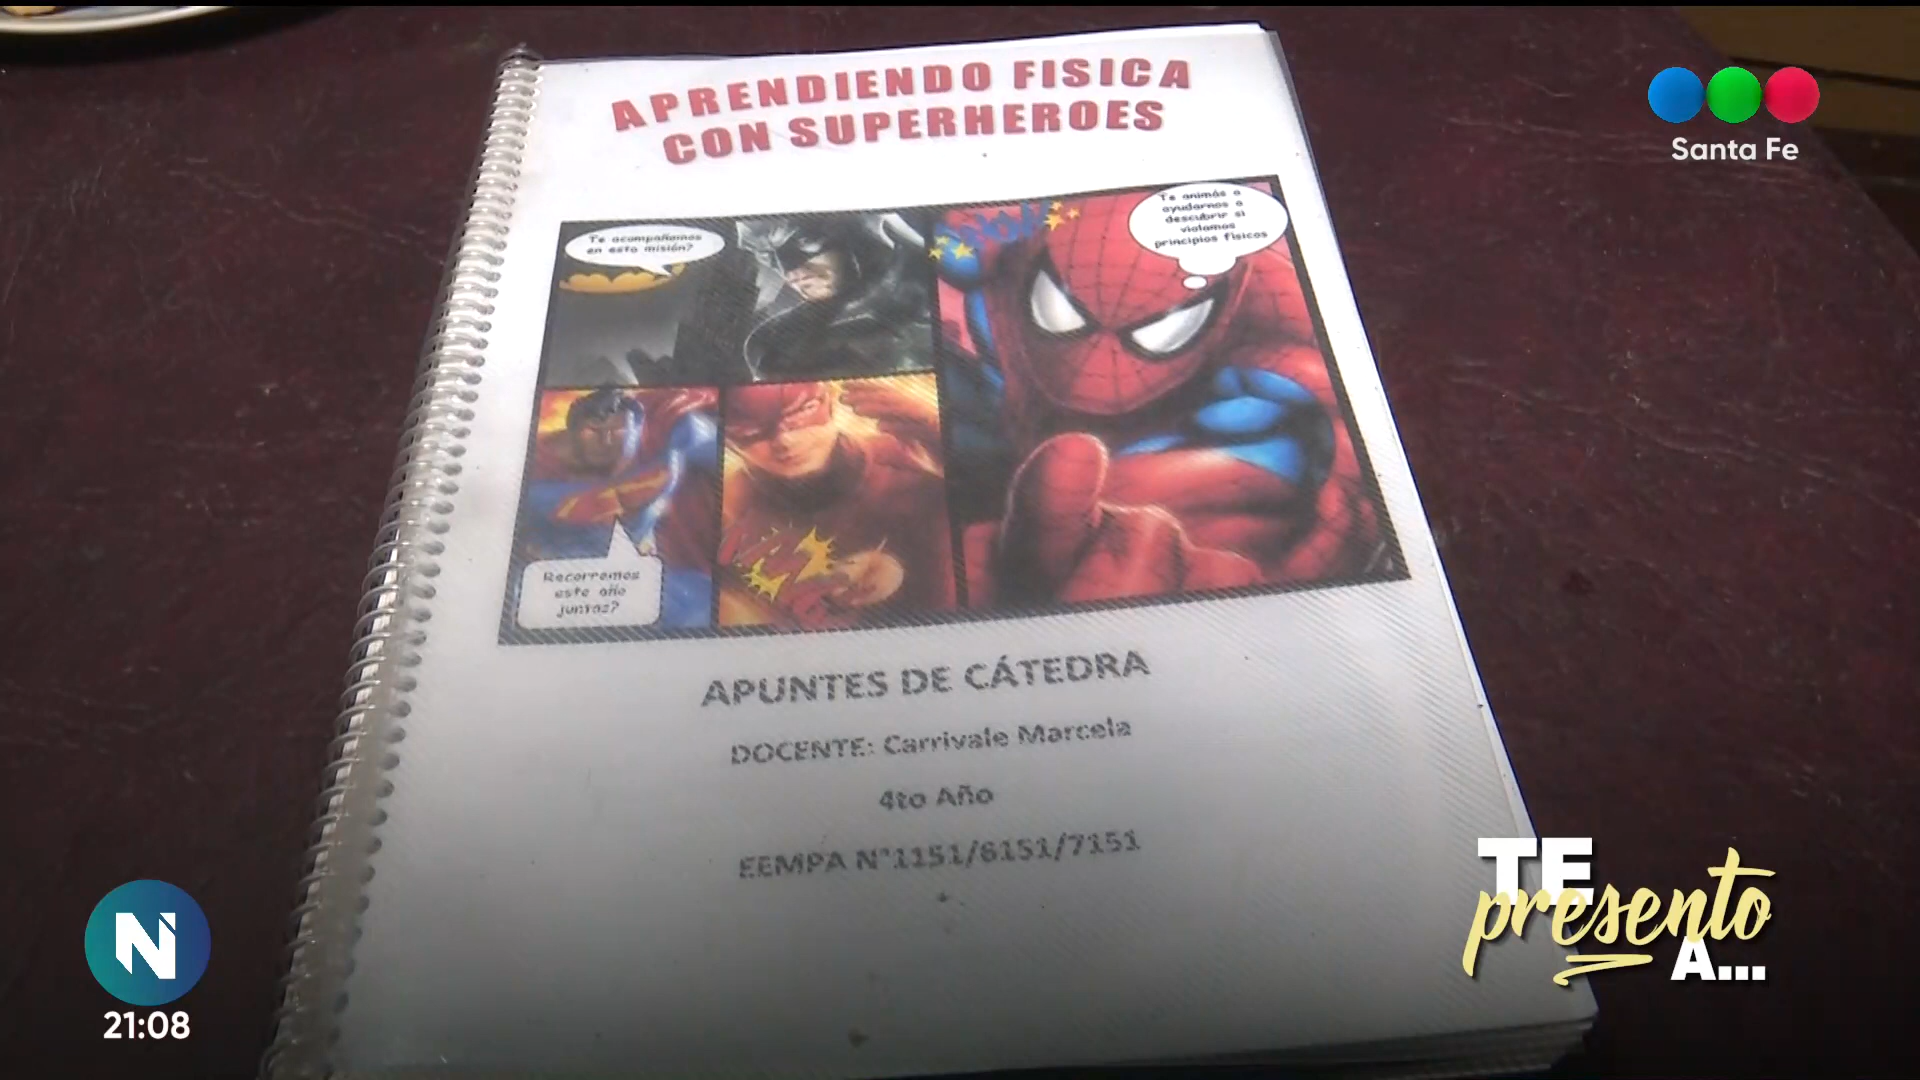 APRENDIENDO FISICA
CON SUPERHEROES
Santa Fe
Te acompañamos
en esta misión?
Te animás a
ayudarnos a
descubrir si
violamos
principios físicos
Recorremos
este año
juntos?
APUNTES DE CÁTEDRA
DOCENTE: Carrivale Marcela
4to Año
EEMPA N°1151/6151/7151
TE
presento
A...
N
21:08